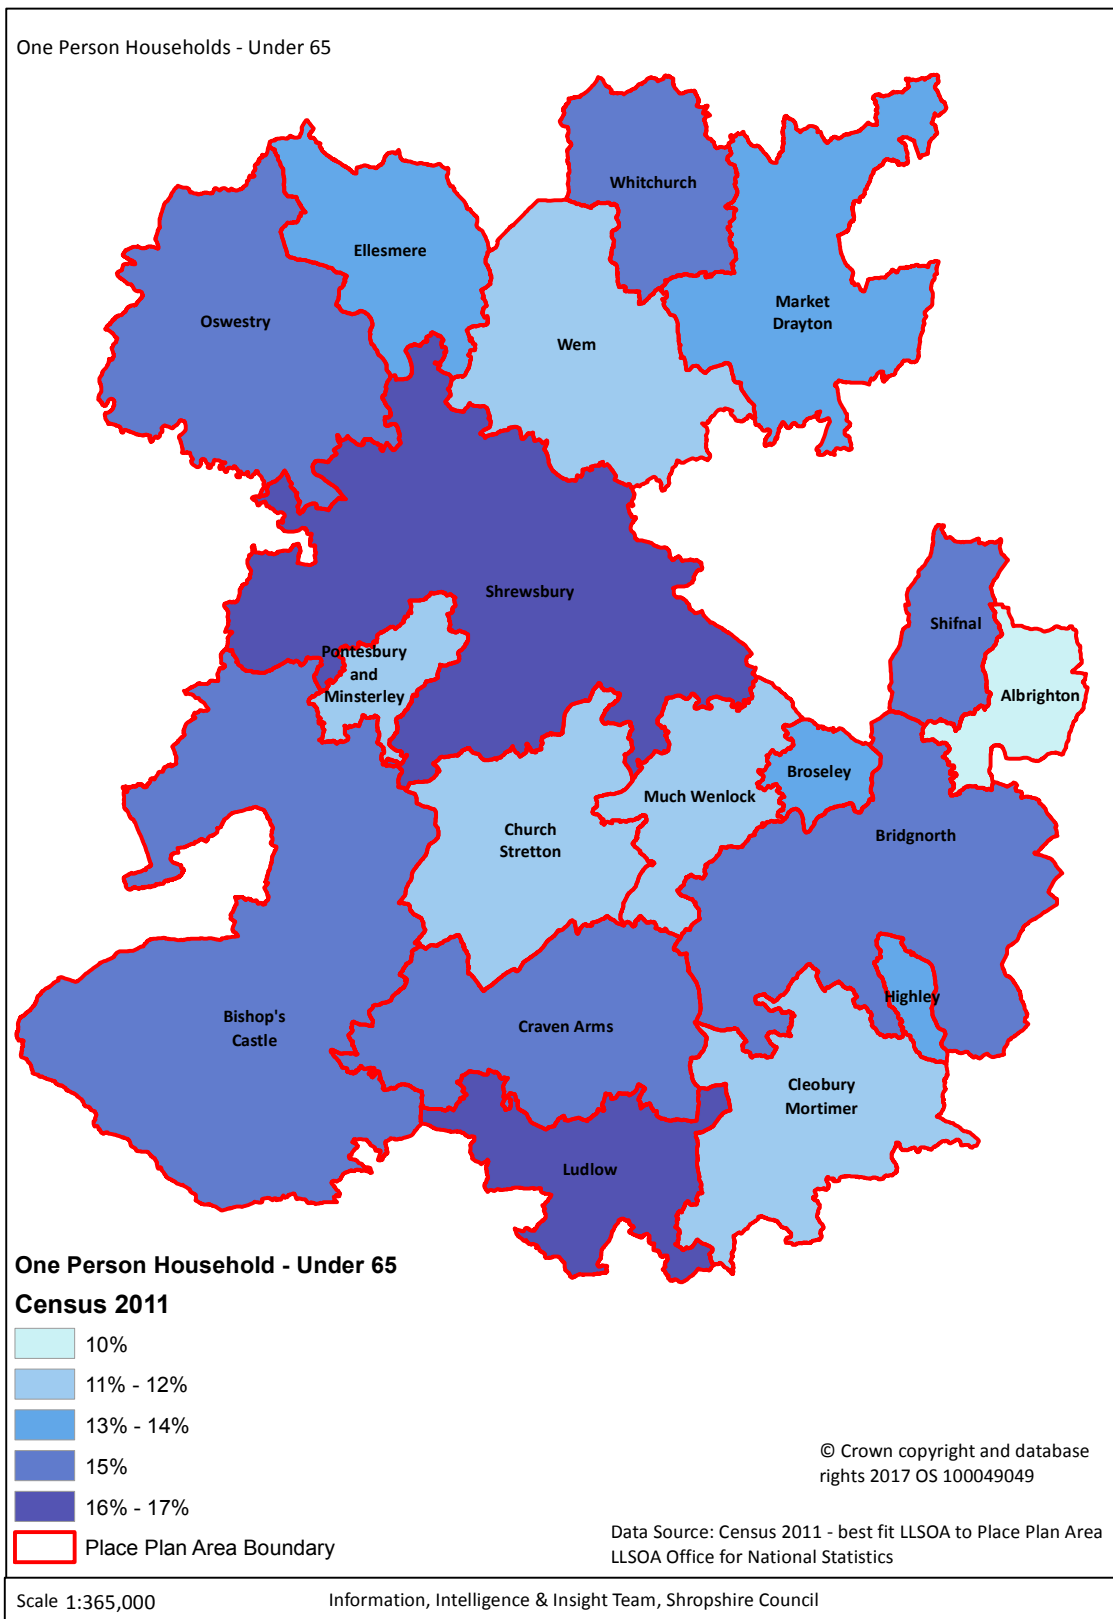 One Person Households - Under 65
Whitchurch
Ellesmere
Market
Drayton
Oswestry
Wem
Shrewsbury
Shifnal
Pontesbury
and
Minsterley
Albrighton
Broseley
Much Wenlock
Church
Stretton
Bridgnorth
Highley
Bishop's
Castle
Craven Arms
Cleobury
Mortimer
Ludlow
One Person Household - Under 65
Census 2011
10%
11% - 12%
13% - 14%
15%
16% - 17%
Place Plan Area Boundary
© Crown copyright and database
rights 2017 OS 100049049
Data Source: Census 2011 - best fit LLSOA to Place Plan Area
LLSOA Office for National Statistics
Scale 1:365,000
Information, Intelligence & Insight Team, Shropshire Council